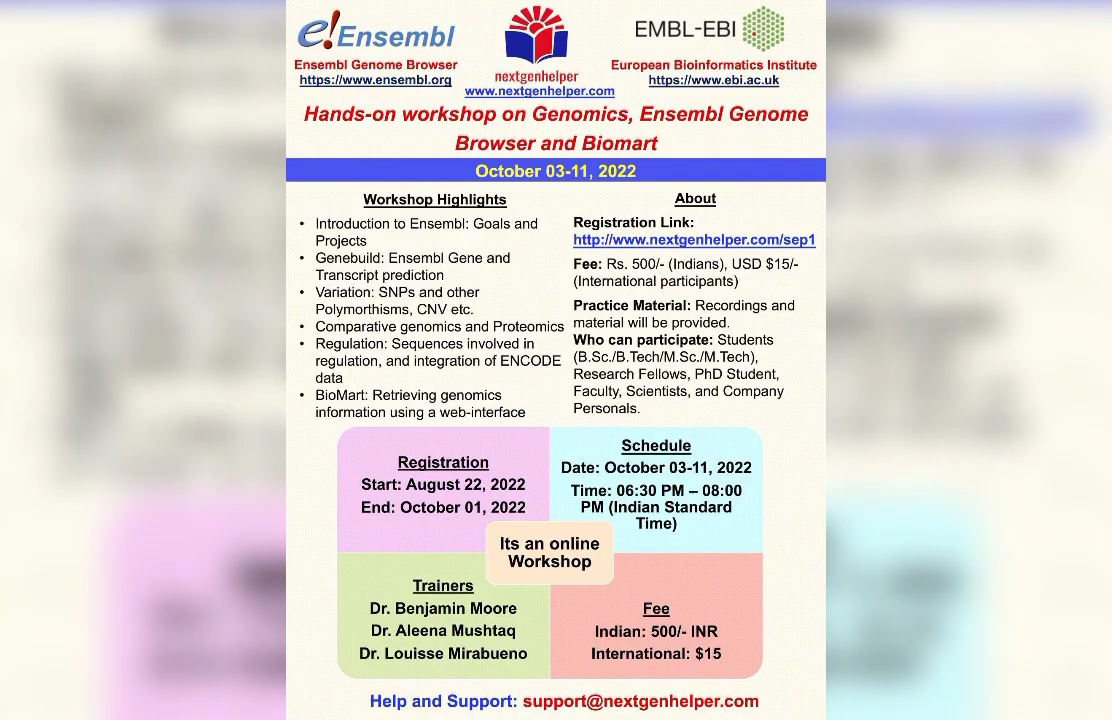 e!Ensembl
Ensembl Genome Browser
https://www.ensembl.org
nextgenhelper
www.nextgenhelper.com
EMBL-EBI
European Bioinformatics Institute
https://www.ebi.ac.uk
Hands-on workshop on Genomics, Ensembl Genome
Browser and Biomart
October 03-11, 2022
Workshop Highlights
• Introduction to Ensembl: Goals and
Projects
• Genebuild: Ensembl Gene and
Transcript prediction
• Variation: SNPs and other
Polymorthisms, CNV etc.
• Comparative genomics and Proteomics
• Regulation: Sequences involved in
regulation, and integration of ENCODE
data
• BioMart: Retrieving genomics
information using a web-interface
About
Registration Link:
http://www.nextgenhelper.com/sep1
Fee: Rs. 500/- (Indians), USD $15/-
(International participants)
Practice Material: Recordings and
material will be provided.
Who can participate: Students
(B.Sc./B.Tech/M.Sc./M.Tech),
Research Fellows, PhD Student,
Faculty, Scientists, and Company
Personals.
Registration
Start: August 22, 2022
End: October 01, 2022
Schedule
Date: October 03-11, 2022
Time: 06:30 PM – 08:00
PM (Indian Standard
Time)
Its an online
Workshop
Trainers
Dr. Benjamin Moore
Dr. Aleena Mushtaq
Dr. Louisse Mirabueno
Fee
Indian: 500/- INR
International: $15
Help and Support: support@nextgenhelper.com